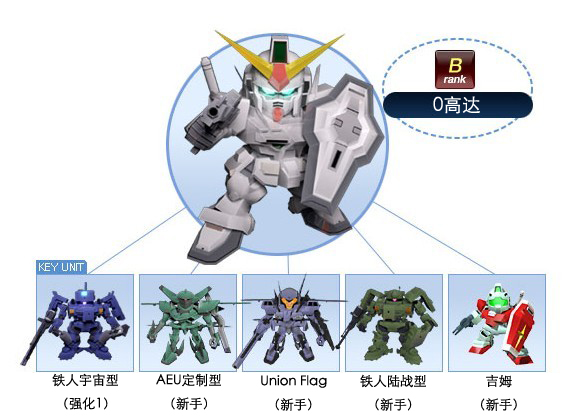 B
rank
0高达
KEY UNIT
铁人宇宙型
（强化1）
AEU定制型
（新手）
Union Flag
（新手）
铁人陆战型
（新手）
吉姆
（新手）